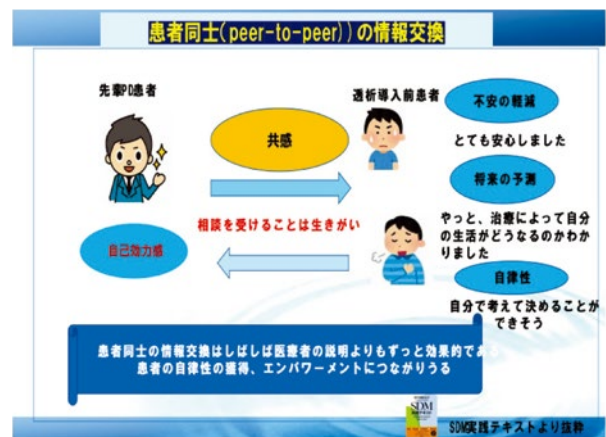 患者同士(peer-to-peer))の情報交換
先輩PD患者
透析導入前患者
不安の軽減
共感
とても安心しました
将来の予測
相談を受けることは生きがい
やっと、治療によって自分
の生活がどうなるのかわか
りました
自己効力感
自律性
自分で考えて決めることが
できそう
患者同士の情報交換はしばしば医療者の説明よりもずっと効果的である
患者の自律性の獲得、エンパワーメントにつながりうる
SDM
SDM実践テキストより抜粋